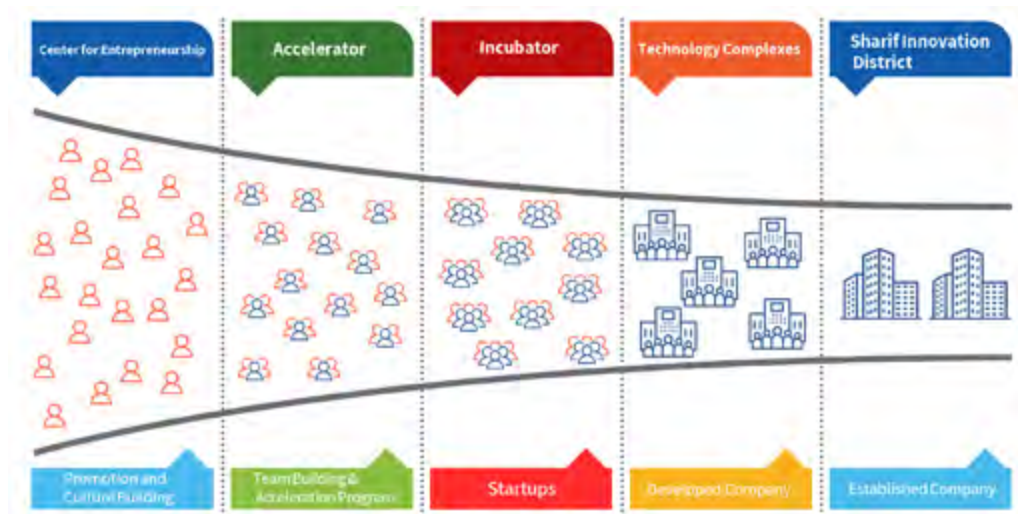 Center for Entrepreneurship
Accelerator
Incubator
Technology Complexes
Sharif Innovation
District
Promotion and
Culture Building
Team Building &
Acceleration Program
Startups
Developed Company
Established Company